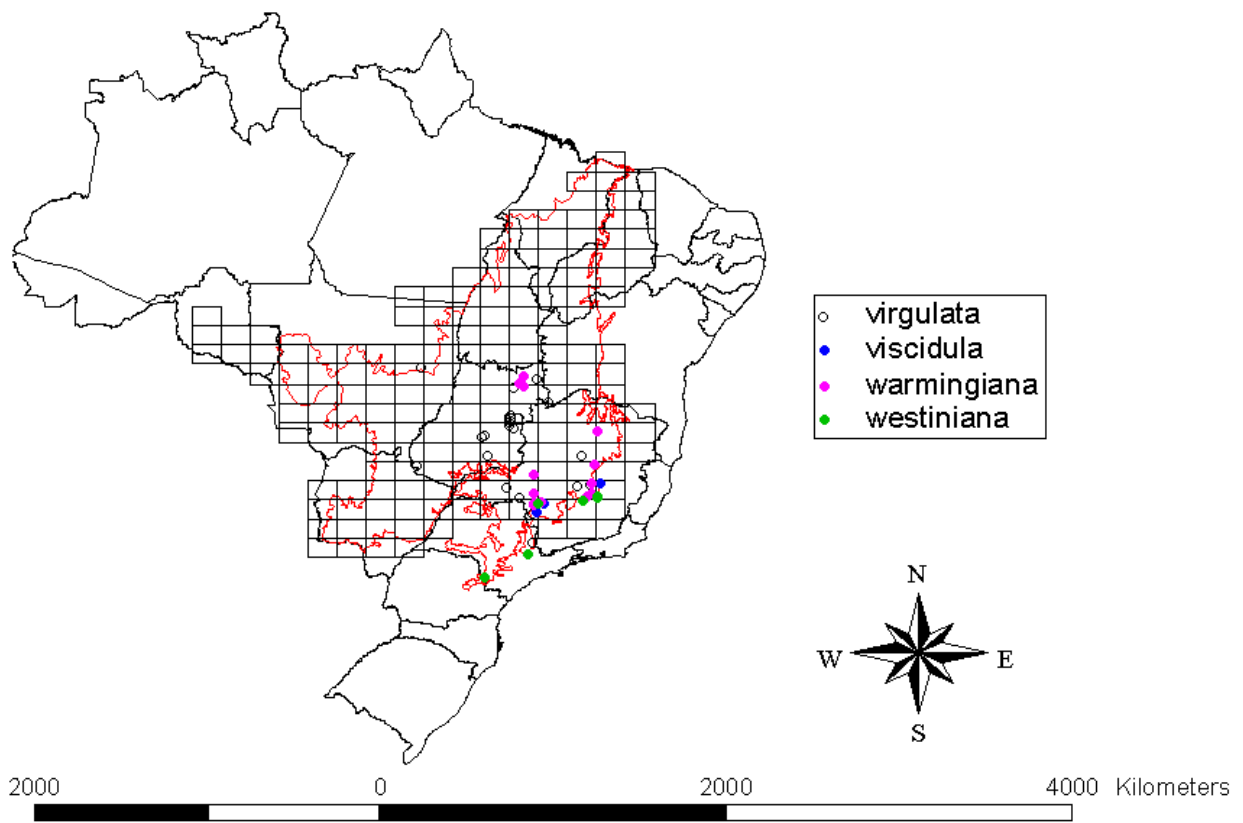 virgulata
viscidula
warmingiana
westiniana
N
W E
S
2000 0 2000 4000 Kilometers